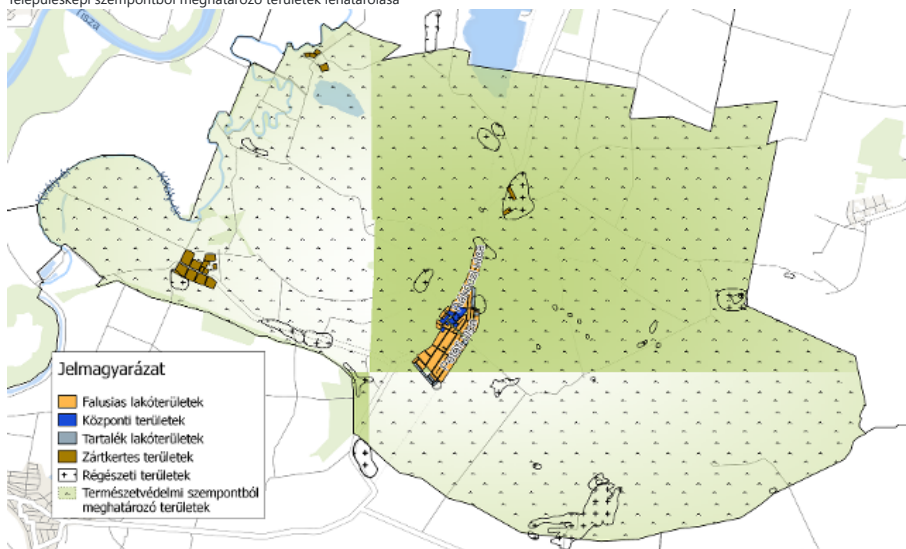 Településképi szempontból meghatározó területek lehatárolása
Tisza
Jelmagyarázat
Falusias lakóterületek
Központi területek
Tartalék lakóterületek
Zártkertes területek
Régészeti területek
Természetvédelmi szempontból
meghatározó területek